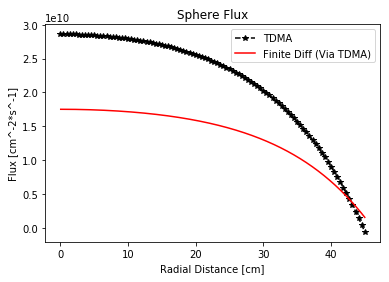 Sphere Flux
1e10
TDMA
Finite Diff (Via TDMA)
Flux [cm^-2*s^-1]
3.0
2.5
2.0
1.5
1.0
0.5
0.0
0 10 20 30 40
Radial Distance [cm]